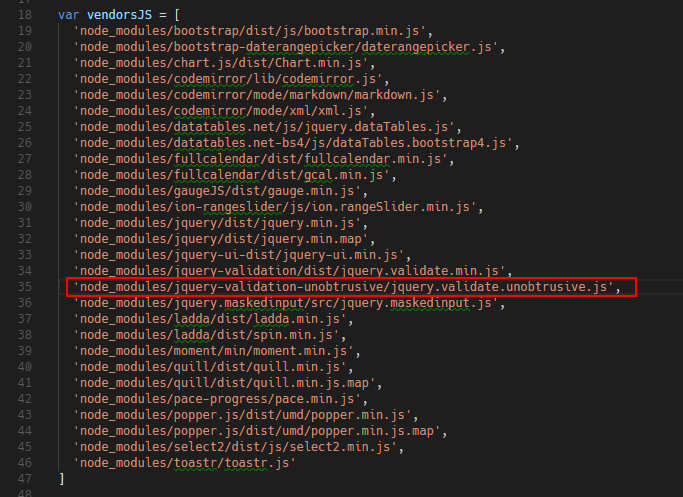 17
18 var vendorsJS = [
19 'node_modules/bootstrap/dist/js/bootstrap.min.js',
20 'node_modules/bootstrap-daterangepicker/daterangepicker.js',
21 'node_modules/chart.js/dist/Chart.min.js',
22 'node_modules/codemirror/lib/codemirror.js',
23 'node_modules/codemirror/mode/markdown/markdown.js',
24 'node_modules/codemirror/mode/xml/xml.js',
25 'node_modules/datatables.net/js/jquery.dataTables.js',
26 'node_modules/datatables.net-bs4/js/dataTables.bootstrap4.js',
27 'node_modules/fullcalendar/dist/fullcalendar.min.js',
28 'node_modules/fullcalendar/dist/gcal.min.js',
29 'node_modules/gaugeJS/dist/gauge.min.js',
30 'node_modules/ion-rangeslider/js/ion.rangeSlider.min.js',
31 'node_modules/jquery/dist/jquery.min.js',
32 'node_modules/jquery/dist/jquery.min.map',
33 'node_modules/jquery-ui-dist/jquery-ui.min.js',
34 'node_modules/jquery-validation/dist/jquery.validate.min.js',
35 'node_modules/jquery-validation-unobtrusive/jquery.validate.unobtrusive.js',
36 'node_modules/jquery.maskedinput/src/jquery.maskedinput.js',
37 'node_modules/ladda/dist/ladda.min.js',
38 'node_modules/ladda/dist/spin.min.js',
39 'node_modules/moment/min/moment.min.js',
40 'node_modules/quill/dist/quill.min.js',
41 'node_modules/quill/dist/quill.min.js.map',
42 'node_modules/pace-progress/pace.min.js',
43 'node_modules/popper.js/dist/umd/popper.min.js',
44 'node_modules/popper.js/dist/umd/popper.min.js.map',
45 'node_modules/select2/dist/js/select2.min.js',
46 'node_modules/toastr/toastr.js'
47 ]
48